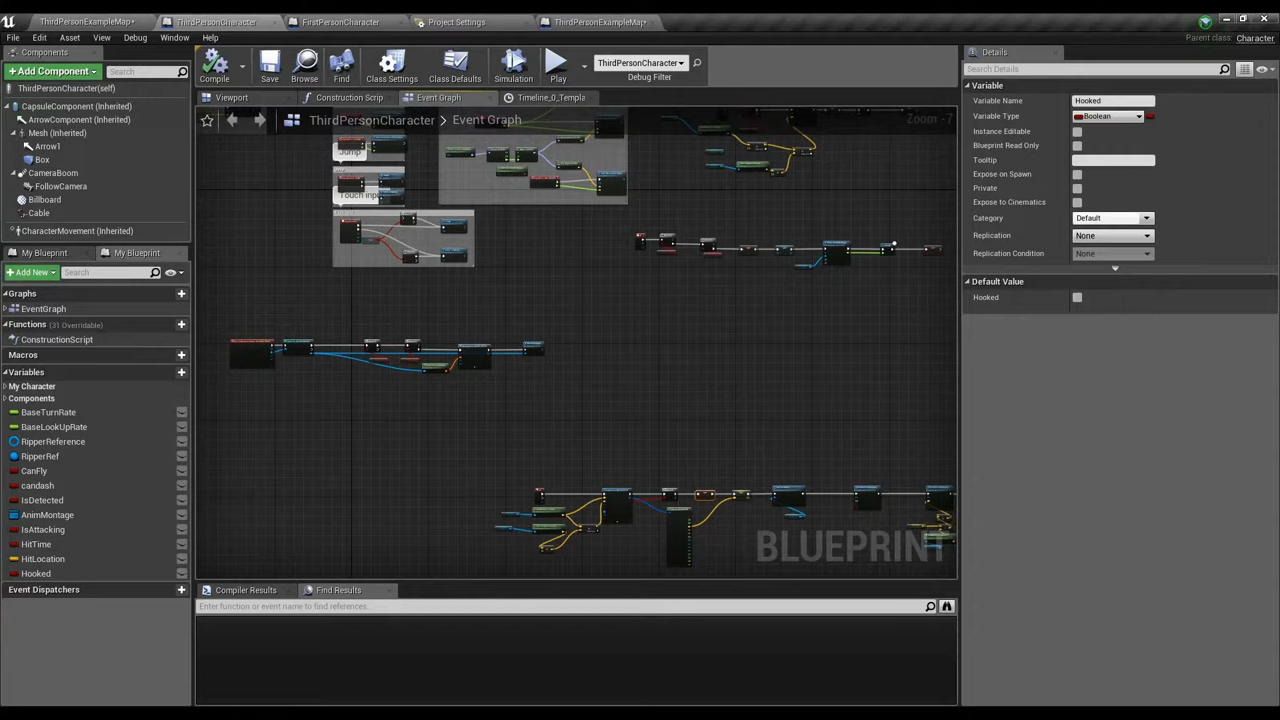 ThirdPersonExampleMap*
ThirdPersonCharacter
FirstPersonCharacter
Project Settings
ThirdPersonExampleMap*
File Edit Asset View Debug Window Help
Parent class: Character
Components
+Add Component Search
ThirdPersonCharacter(self)
CapsuleComponent (Inherited)
ArrowComponent (Inherited)
Mesh (Inherited)
Arrow1
Box
CameraBoom
FollowCamera
Billboard
Cable
CharacterMovement (Inherited)
My Blueprint My Blueprint
+Add New Search
Graphs
EventGraph
Functions (31 Overridable)
ConstructionScript
Macros
Variables
My Character
Components
BaseTurnRate
BaseLookUpRate
RipperReference
RipperRef
CanFly
candash
IsDetected
AnimMontage
IsAttacking
HitTime
HitLocation
Hooked
Event Dispatchers
Compile Save Browse Find Class Settings Class Defaults Simulation Play
ThirdPersonCharacter
Debug Filter
Viewport Construction Scrip Event Graph Timeline_0_Templa
ThirdPersonCharacter > Event Graph
Zoom -7
Jump
Touch Input
BLUEPRINT
Compiler Results Find Results
Enter function or event name to find references...
Details
Search Details
Variable
Variable Name Hooked
Variable Type Boolean
Instance Editable
Blueprint Read Only
Tooltip
Expose on Spawn
Private
Expose to Cinematics
Category Default
Replication None
Replication Condition None
Default Value
Hooked